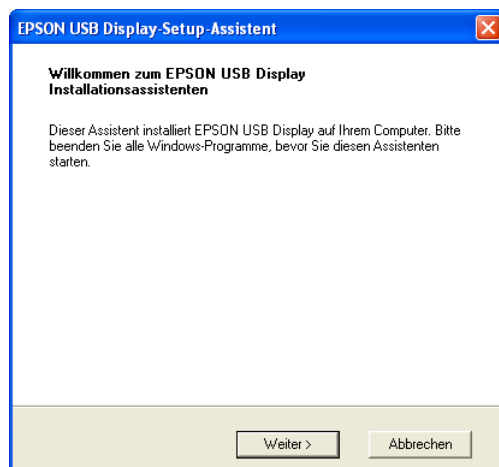 EPSON USB Display-Setup-Assistent
Willkommen zum EPSON USB Display
Installationsassistenten
Dieser Assistent installiert EPSON USB Display auf Ihrem Computer. Bitte
beenden Sie alle Windows-Programme, bevor Sie diesen Assistenten
starten.
Weiter >
Abbrechen